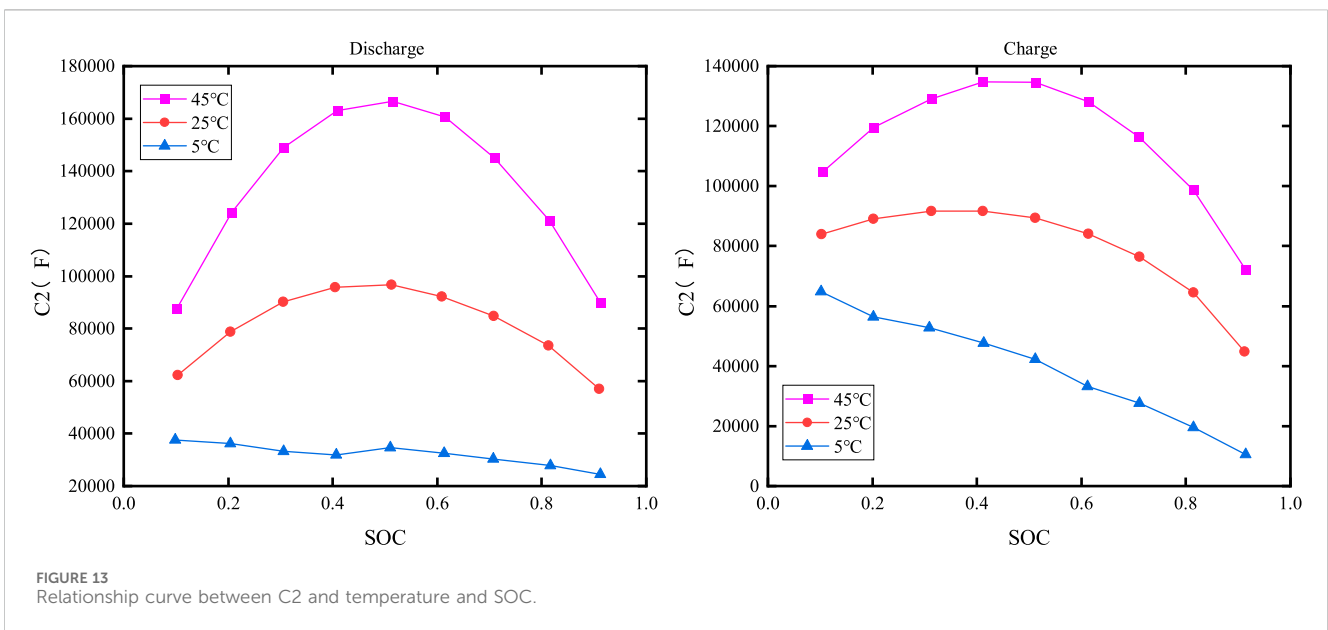 Discharge
180000
160000
140000
120000
100000
80000
60000
40000
20000
0.0 0.2 0.4 0.6 0.8 1.0
C2( F)
SOC
45℃
25℃
5℃
Charge
140000
120000
100000
80000
60000
40000
20000
0
0.0 0.2 0.4 0.6 0.8 1.0
C2( F)
SOC
45℃
25℃
5℃
FIGURE 13
Relationship curve between C2 and temperature and SOC.